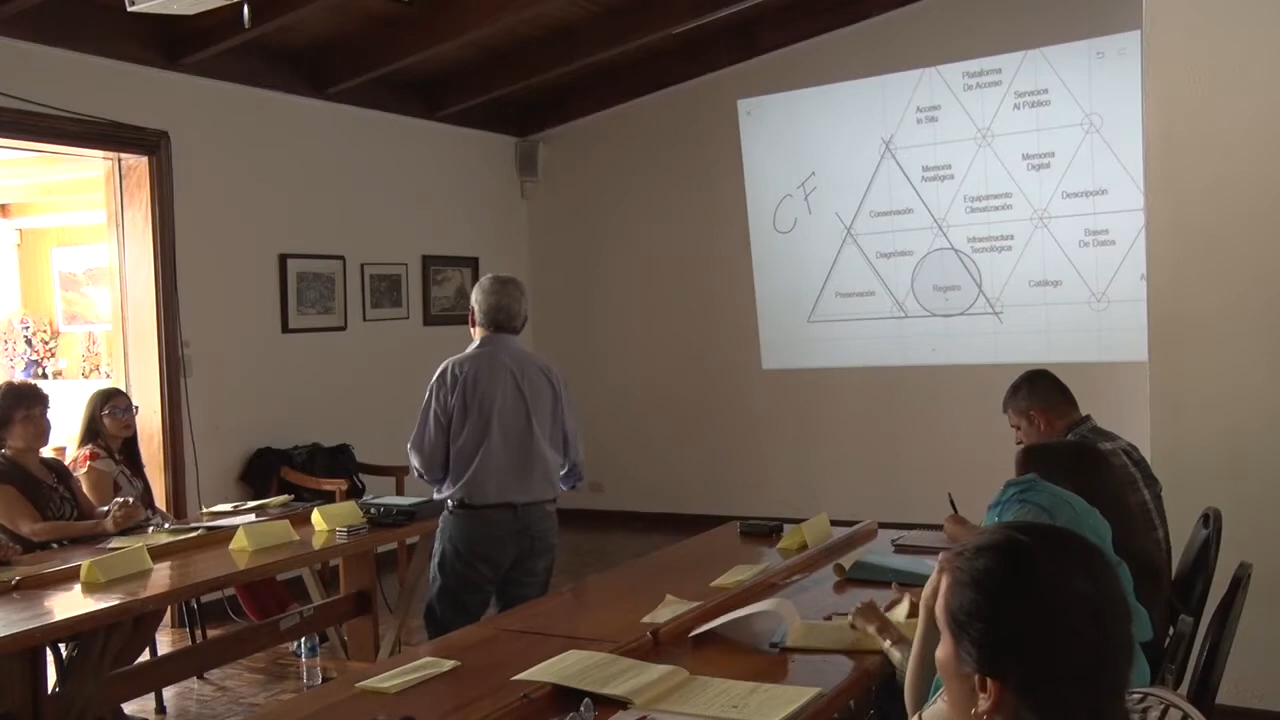 Plataforma
De Acceso
Acceso
In Situ
Servicios
Al Público
Memoria
Analógica
Memoria
Digital
CF
Conservación
Equipamiento
Climatización
Descripción
Diagnóstico
Infraestructura
Tecnológica
Bases
De Datos
Preservación
Registro
Catálogo
A